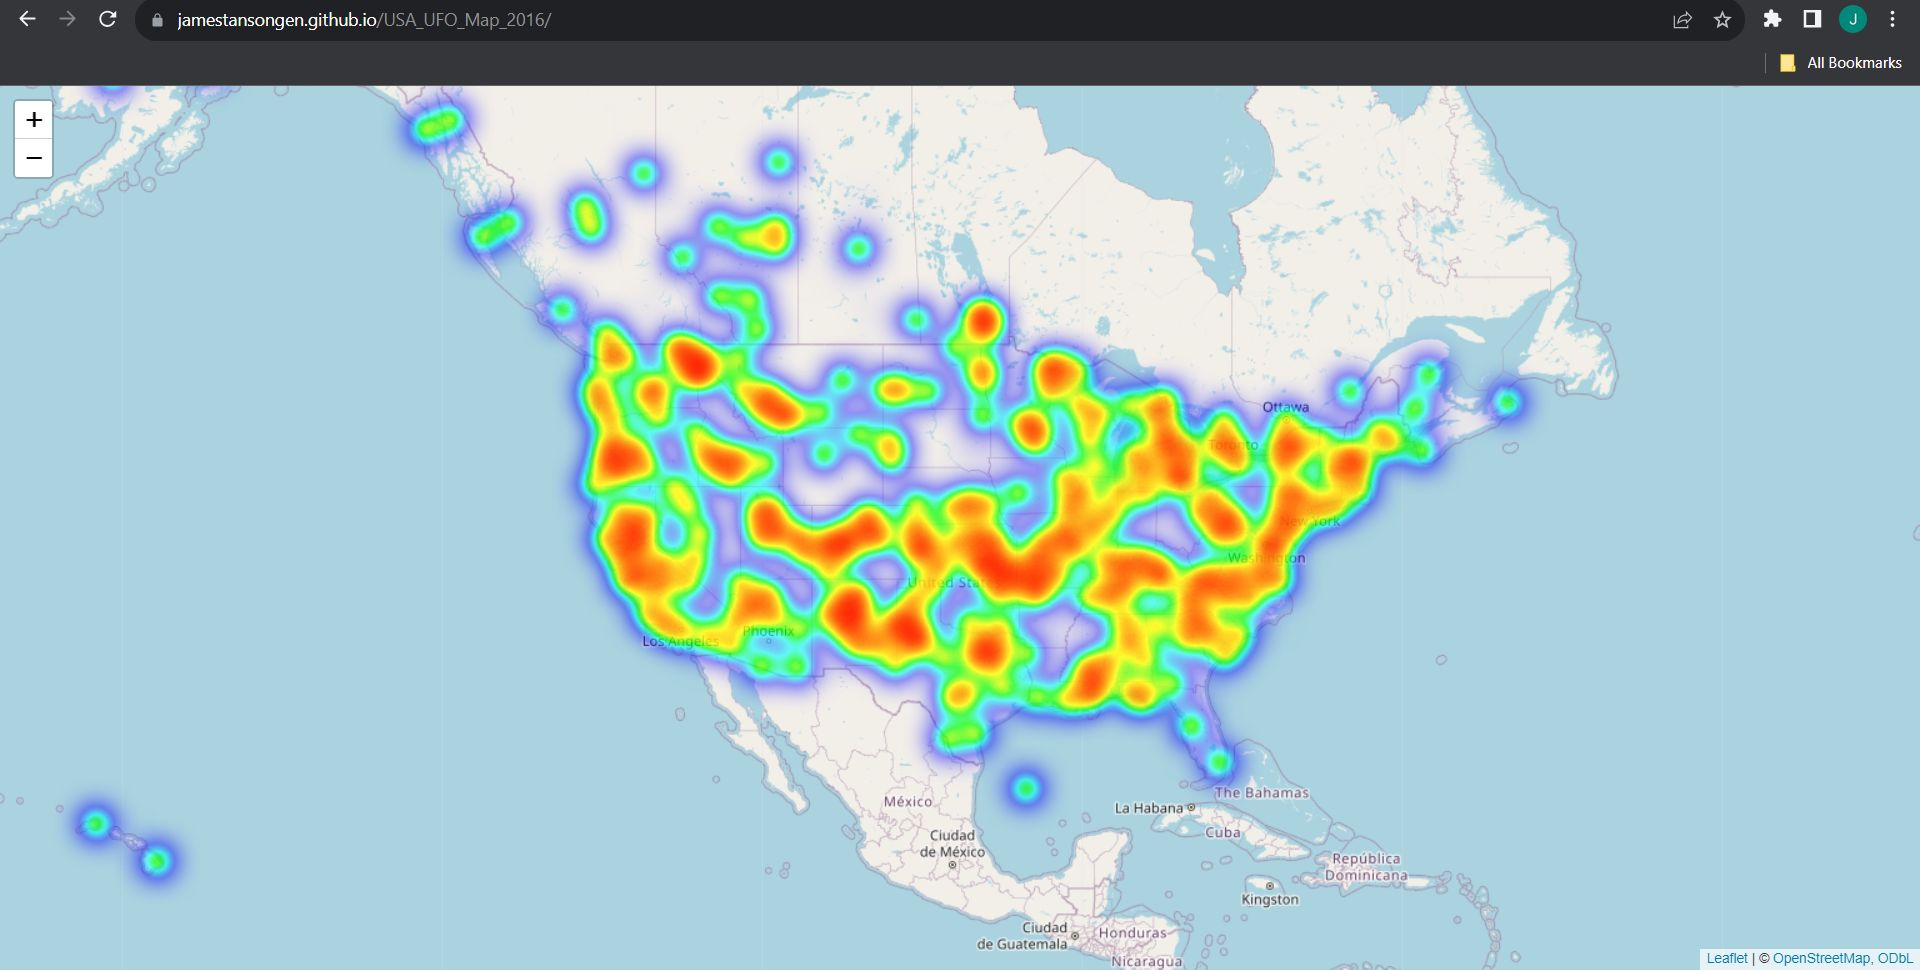 jamestansongen.github.io/USA_UFO_Map_2016/
J
All Bookmarks
+
−
Ottawa
Toronto
New York
Washington
United Sta
Los Angeles
Phoenix
The Bahamas
La Habana
México
Cuba
Ciudad
de México
República
Dominicana
Kingston
Ciudad
de Guatemala
Honduras
Nicaragua
Leaflet | © OpenStreetMap, ODbL